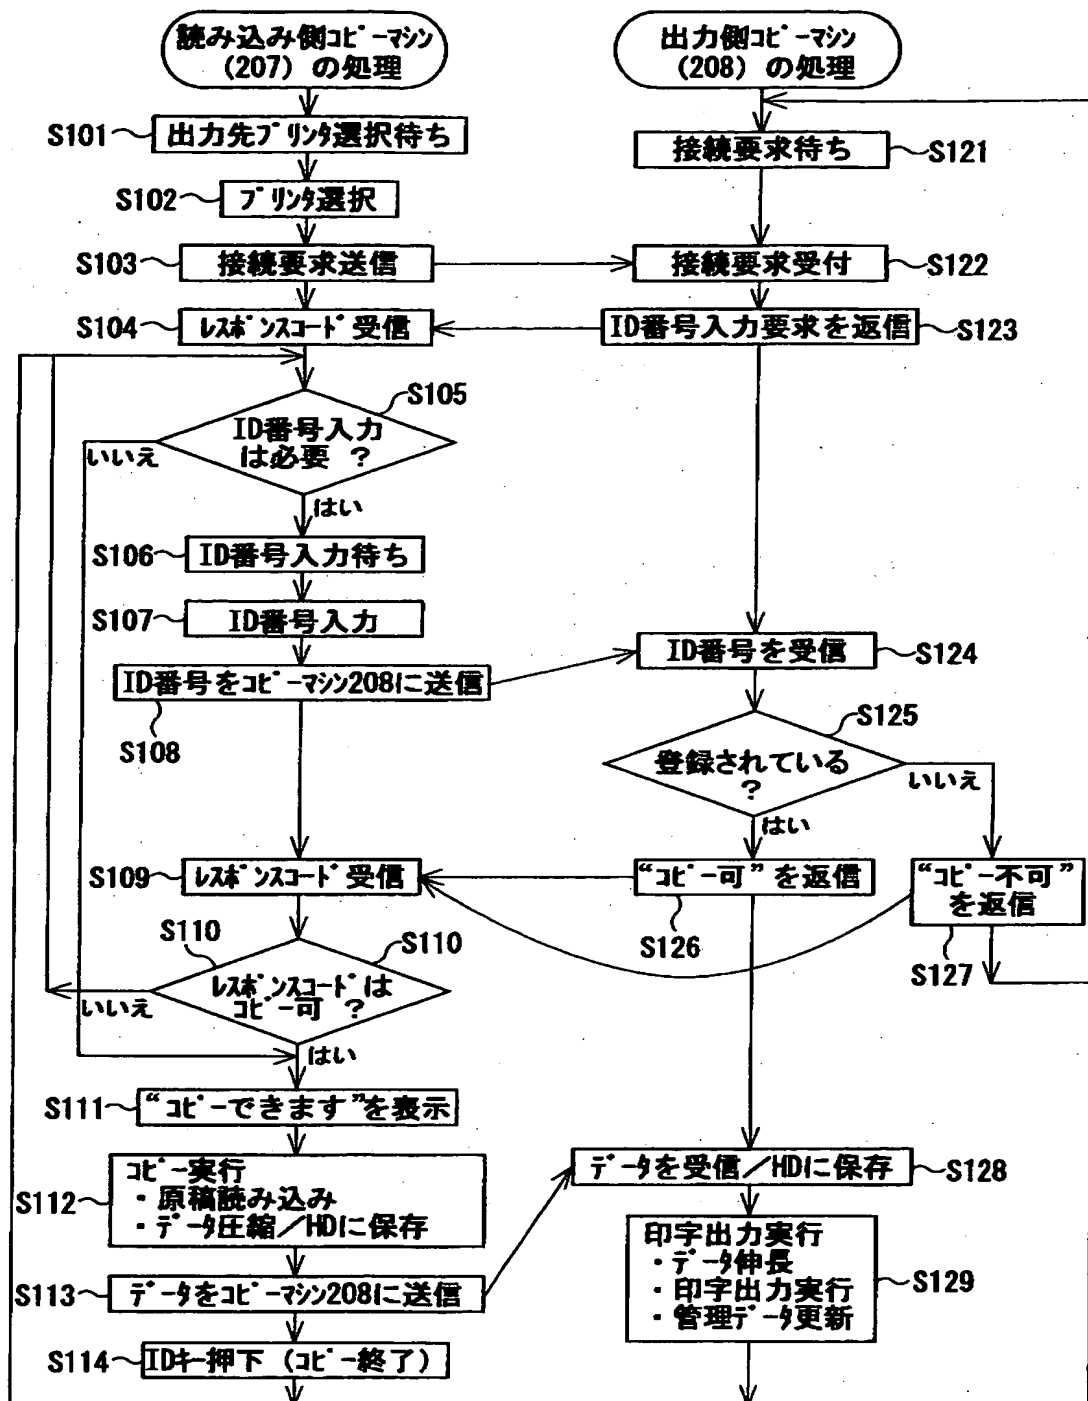 読み込み側ｺﾋﾟｰﾏｼﾝ
(207) の処理
S101
出力先ﾌﾟﾘﾝﾀ選択待ち
S102
ﾌﾟﾘﾝﾀ選択
S103
接続要求送信
S104
ﾚｽﾎﾟﾝｽｺｰﾄﾞ受信
S105
ID番号入力
は必要 ?
いいえ
はい
S106
ID番号入力待ち
S107
ID番号入力
ID番号をｺﾋﾟｰﾏｼﾝ208に送信
S108
S109
ﾚｽﾎﾟﾝｽｺｰﾄﾞ受信
S110
S110
ﾚｽﾎﾟﾝｽｺｰﾄﾞは
ｺﾋﾟｰ可 ?
いいえ
はい
S111
“ｺﾋﾟｰできます”を表示
S112
ｺﾋﾟｰ実行
・原稿読み込み
・ﾃﾞｰﾀ圧縮／HDに保存
S113
ﾃﾞｰﾀをｺﾋﾟｰﾏｼﾝ208に送信
S114
IDｷｰ押下 (ｺﾋﾟｰ終了)
出力側ｺﾋﾟｰﾏｼﾝ
(208) の処理
接続要求待ち
S121
接続要求受付
S122
ID番号入力要求を返信
S123
ID番号を受信
S124
S125
登録されている
?
いいえ
はい
“ｺﾋﾟｰ可”を返信
S126
“ｺﾋﾟｰ不可”
を返信
S127
ﾃﾞｰﾀを受信／HDに保存
S128
印字出力実行
・ﾃﾞｰﾀ伸長
・印字出力実行
・管理ﾃﾞｰﾀ更新
S129